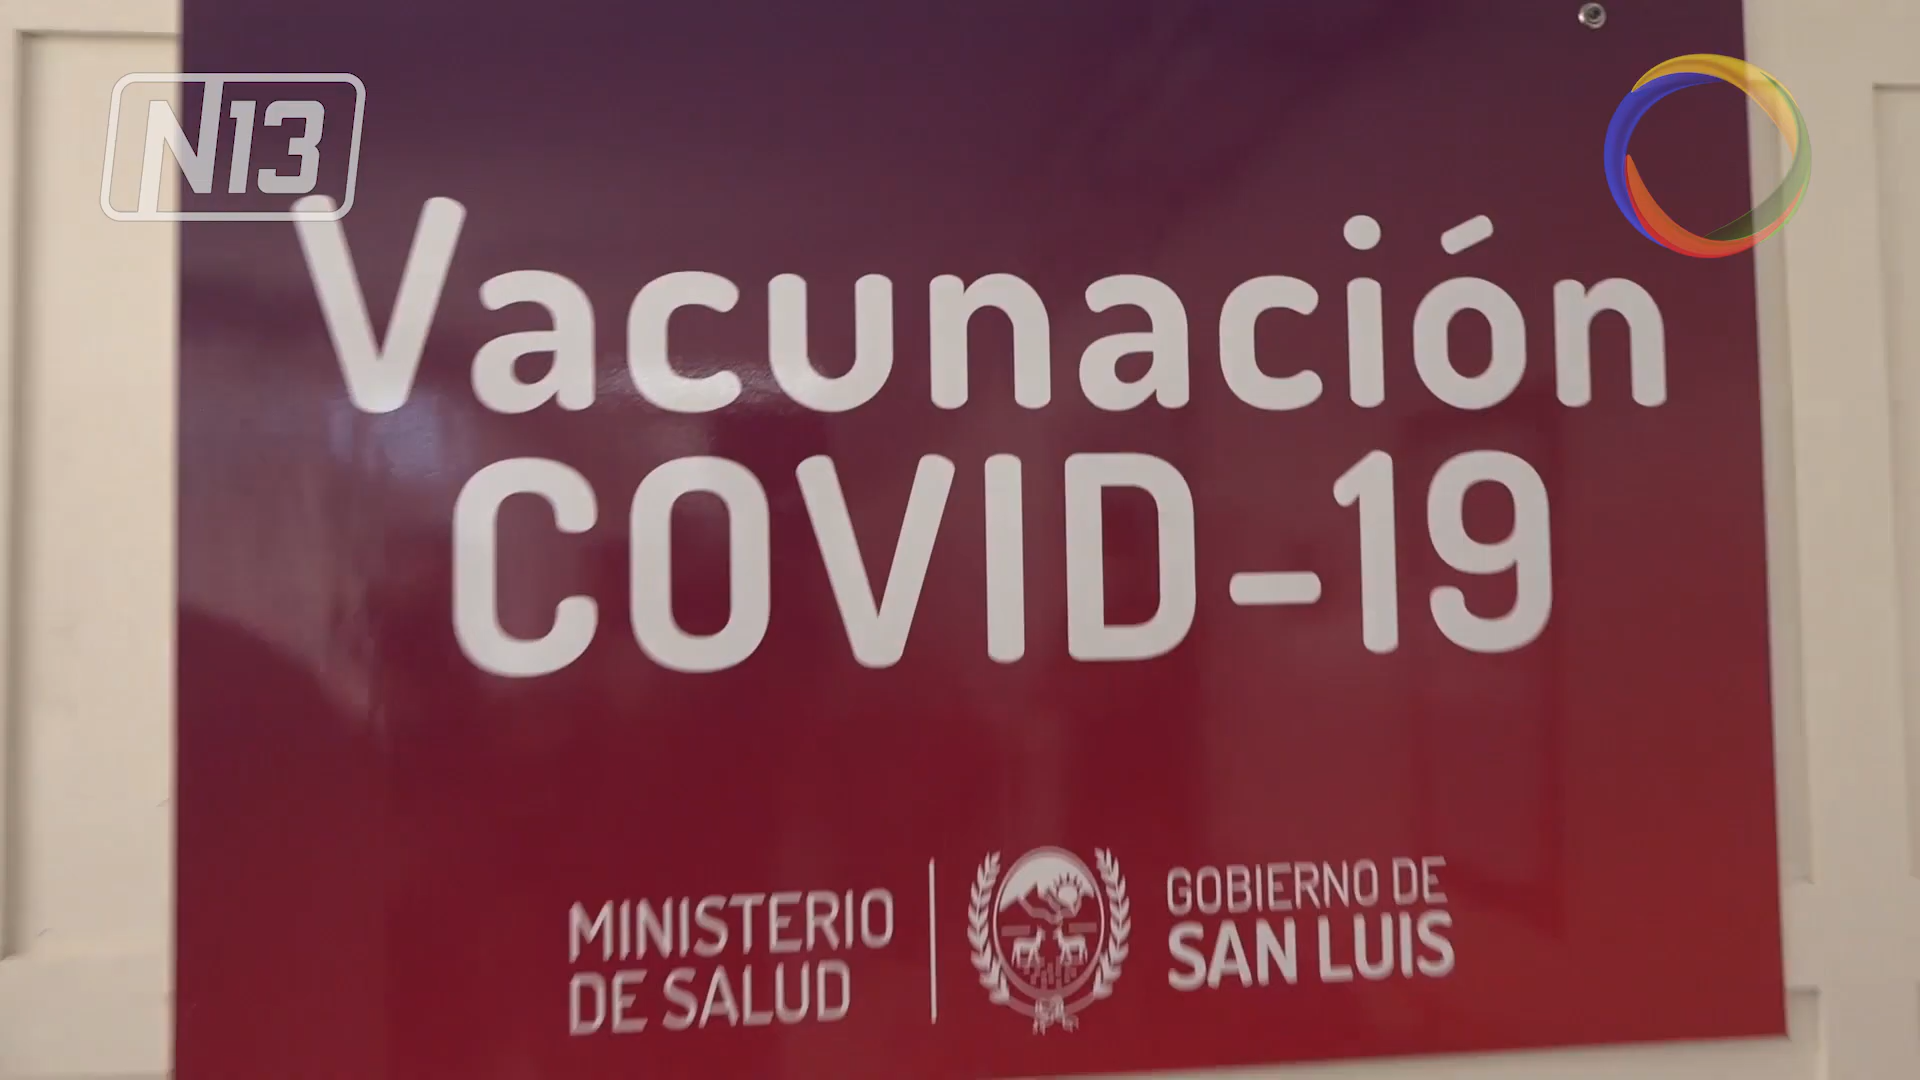 N13
Vacunación
COVID-19
MINISTERIO
DE SALUD
GOBIERNO DE
SAN LUIS